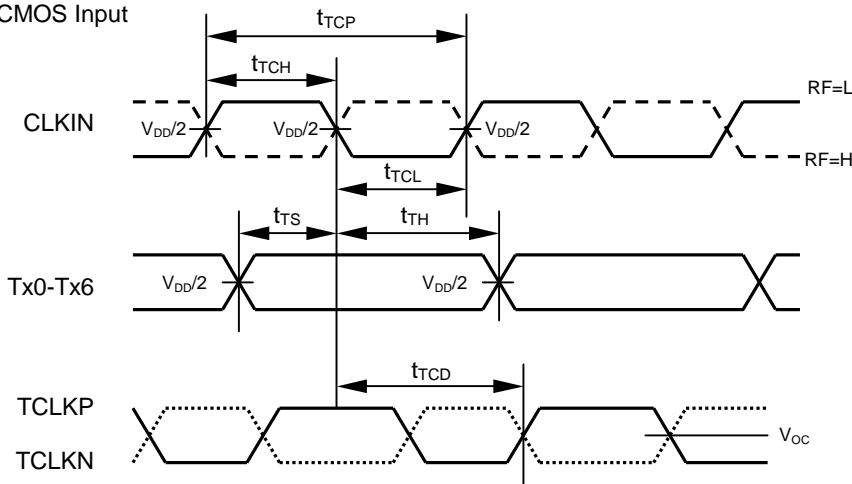 CMOS Input
tTCP
tTCH
RF=L
CLKIN
VDD/2 VDD/2 VDD/2
RF=H
tTCL
tTS tTH
Tx0-Tx6
VDD/2 VDD/2
tTCD
TCLKP
VOC
TCLKN